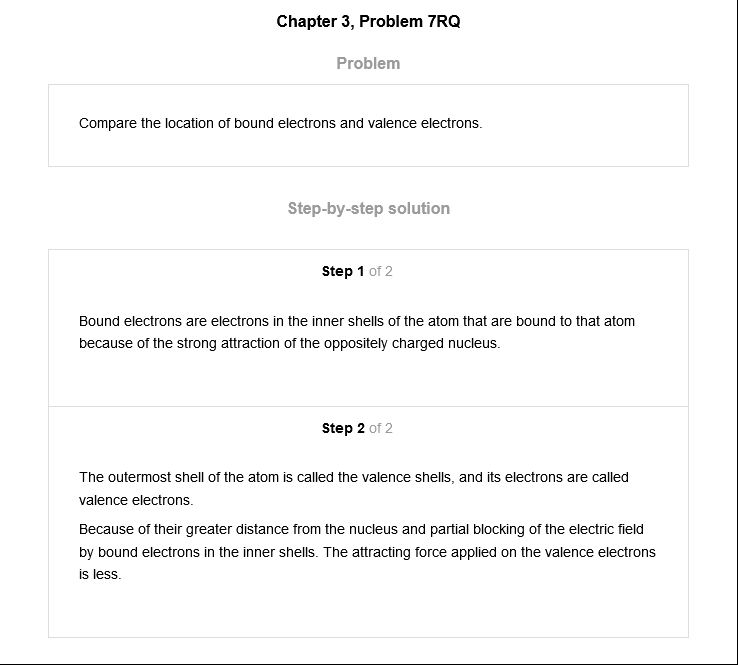 Chapter 3, Problem 7RQ
Problem
Compare the location of bound electrons and valence electrons.
Step-by-step solution
Step 1 of 2
Bound electrons are electrons in the inner shells of the atom that are bound to that atom
because of the strong attraction of the oppositely charged nucleus.
Step 2 of 2
The outermost shell of the atom is called the valence shells, and its electrons are called
valence electrons.
Because of their greater distance from the nucleus and partial blocking of the electric field
by bound electrons in the inner shells. The attracting force applied on the valence electrons
is less.